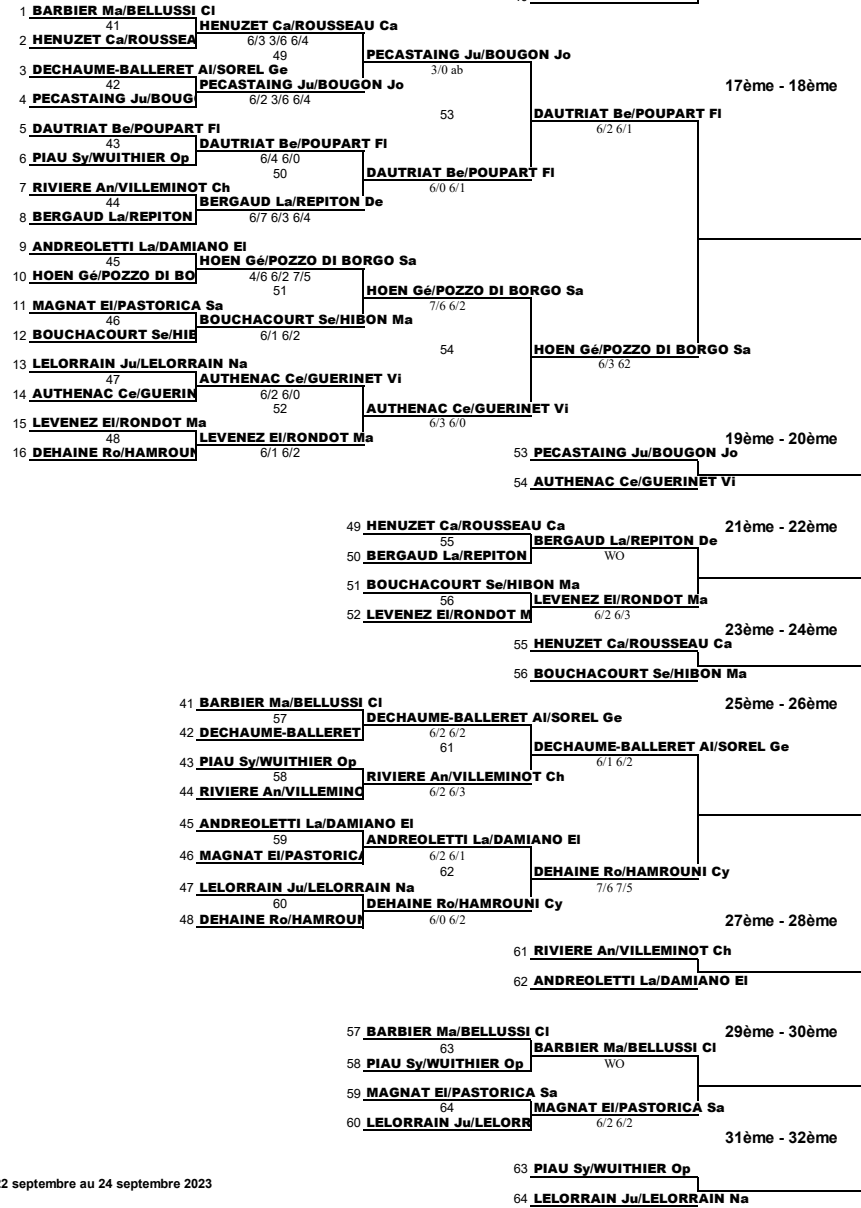 1 BARBIER Ma/BELLUSSI Cl
41 HENUZET Ca/ROUSSEAU Ca
2 HENUZET Ca/ROUSSEA 6/3 3/6 6/4
49 PECASTAING Ju/BOUGON Jo
3 DECHAUME-BALLERET Al/SOREL Ge 3/0 ab
42 PECASTAING Ju/BOUGON Jo 17ème - 18ème
4 PECASTAING Ju/BOUG 6/2 3/6 6/4
53 DAUTRIAT Be/POUPART Fl
5 DAUTRIAT Be/POUPART Fl 6/2 6/1
43 DAUTRIAT Be/POUPART Fl
6 PIAU Sy/WUITHIER Op 6/4 6/0
50 DAUTRIAT Be/POUPART Fl
7 RIVIERE An/VILLEMINOT Ch 6/0 6/1
44 BERGAUD La/REPITON De
8 BERGAUD La/REPITON 6/7 6/3 6/4
9 ANDREOLETTI La/DAMIANO El
45 HOEN Gé/POZZO DI BORGO Sa
10 HOEN Gé/POZZO DI BO 4/6 6/2 7/5
51 HOEN Gé/POZZO DI BORGO Sa
11 MAGNAT El/PASTORICA Sa 7/6 6/2
46 BOUCHACOURT Se/HIBON Ma
12 BOUCHACOURT Se/HIB 6/1 6/2
54 HOEN Gé/POZZO DI BORGO Sa
13 LELORRAIN Ju/LELORRAIN Na 6/3 62
47 AUTHENAC Ce/GUERINET Vi
14 AUTHENAC Ce/GUERIN 6/2 6/0
52 AUTHENAC Ce/GUERINET Vi
15 LEVENEZ El/RONDOT Ma 6/3 6/0
48 LEVENEZ El/RONDOT Ma 19ème - 20ème
16 DEHAINE Ro/HAMROUN 6/1 6/2 53 PECASTAING Ju/BOUGON Jo
54 AUTHENAC Ce/GUERINET Vi
49 HENUZET Ca/ROUSSEAU Ca 21ème - 22ème
55 BERGAUD La/REPITON De
50 BERGAUD La/REPITON WO
51 BOUCHACOURT Se/HIBON Ma
56 LEVENEZ El/RONDOT Ma
52 LEVENEZ El/RONDOT M 6/2 6/3
23ème - 24ème
55 HENUZET Ca/ROUSSEAU Ca
56 BOUCHACOURT Se/HIBON Ma
41 BARBIER Ma/BELLUSSI Cl 25ème - 26ème
57 DECHAUME-BALLERET Al/SOREL Ge
42 DECHAUME-BALLERET 6/2 6/2
61 DECHAUME-BALLERET Al/SOREL Ge
43 PIAU Sy/WUITHIER Op 6/1 6/2
58 RIVIERE An/VILLEMINOT Ch
44 RIVIERE An/VILLEMINO 6/2 6/3
45 ANDREOLETTI La/DAMIANO El
59 ANDREOLETTI La/DAMIANO El
46 MAGNAT El/PASTORICA 6/2 6/1
62 DEHAINE Ro/HAMROUNI Cy
47 LELORRAIN Ju/LELORRAIN Na 7/6 7/5
60 DEHAINE Ro/HAMROUNI Cy
48 DEHAINE Ro/HAMROUN 6/0 6/2 27ème - 28ème
61 RIVIERE An/VILLEMINOT Ch
62 ANDREOLETTI La/DAMIANO El
57 BARBIER Ma/BELLUSSI Cl 29ème - 30ème
63 BARBIER Ma/BELLUSSI Cl
58 PIAU Sy/WUITHIER Op WO
59 MAGNAT El/PASTORICA Sa
64 MAGNAT El/PASTORICA Sa
60 LELORRAIN Ju/LELORR 6/2 6/2
31ème - 32ème
63 PIAU Sy/WUITHIER Op
2 septembre au 24 septembre 2023
64 LELORRAIN Ju/LELORRAIN Na